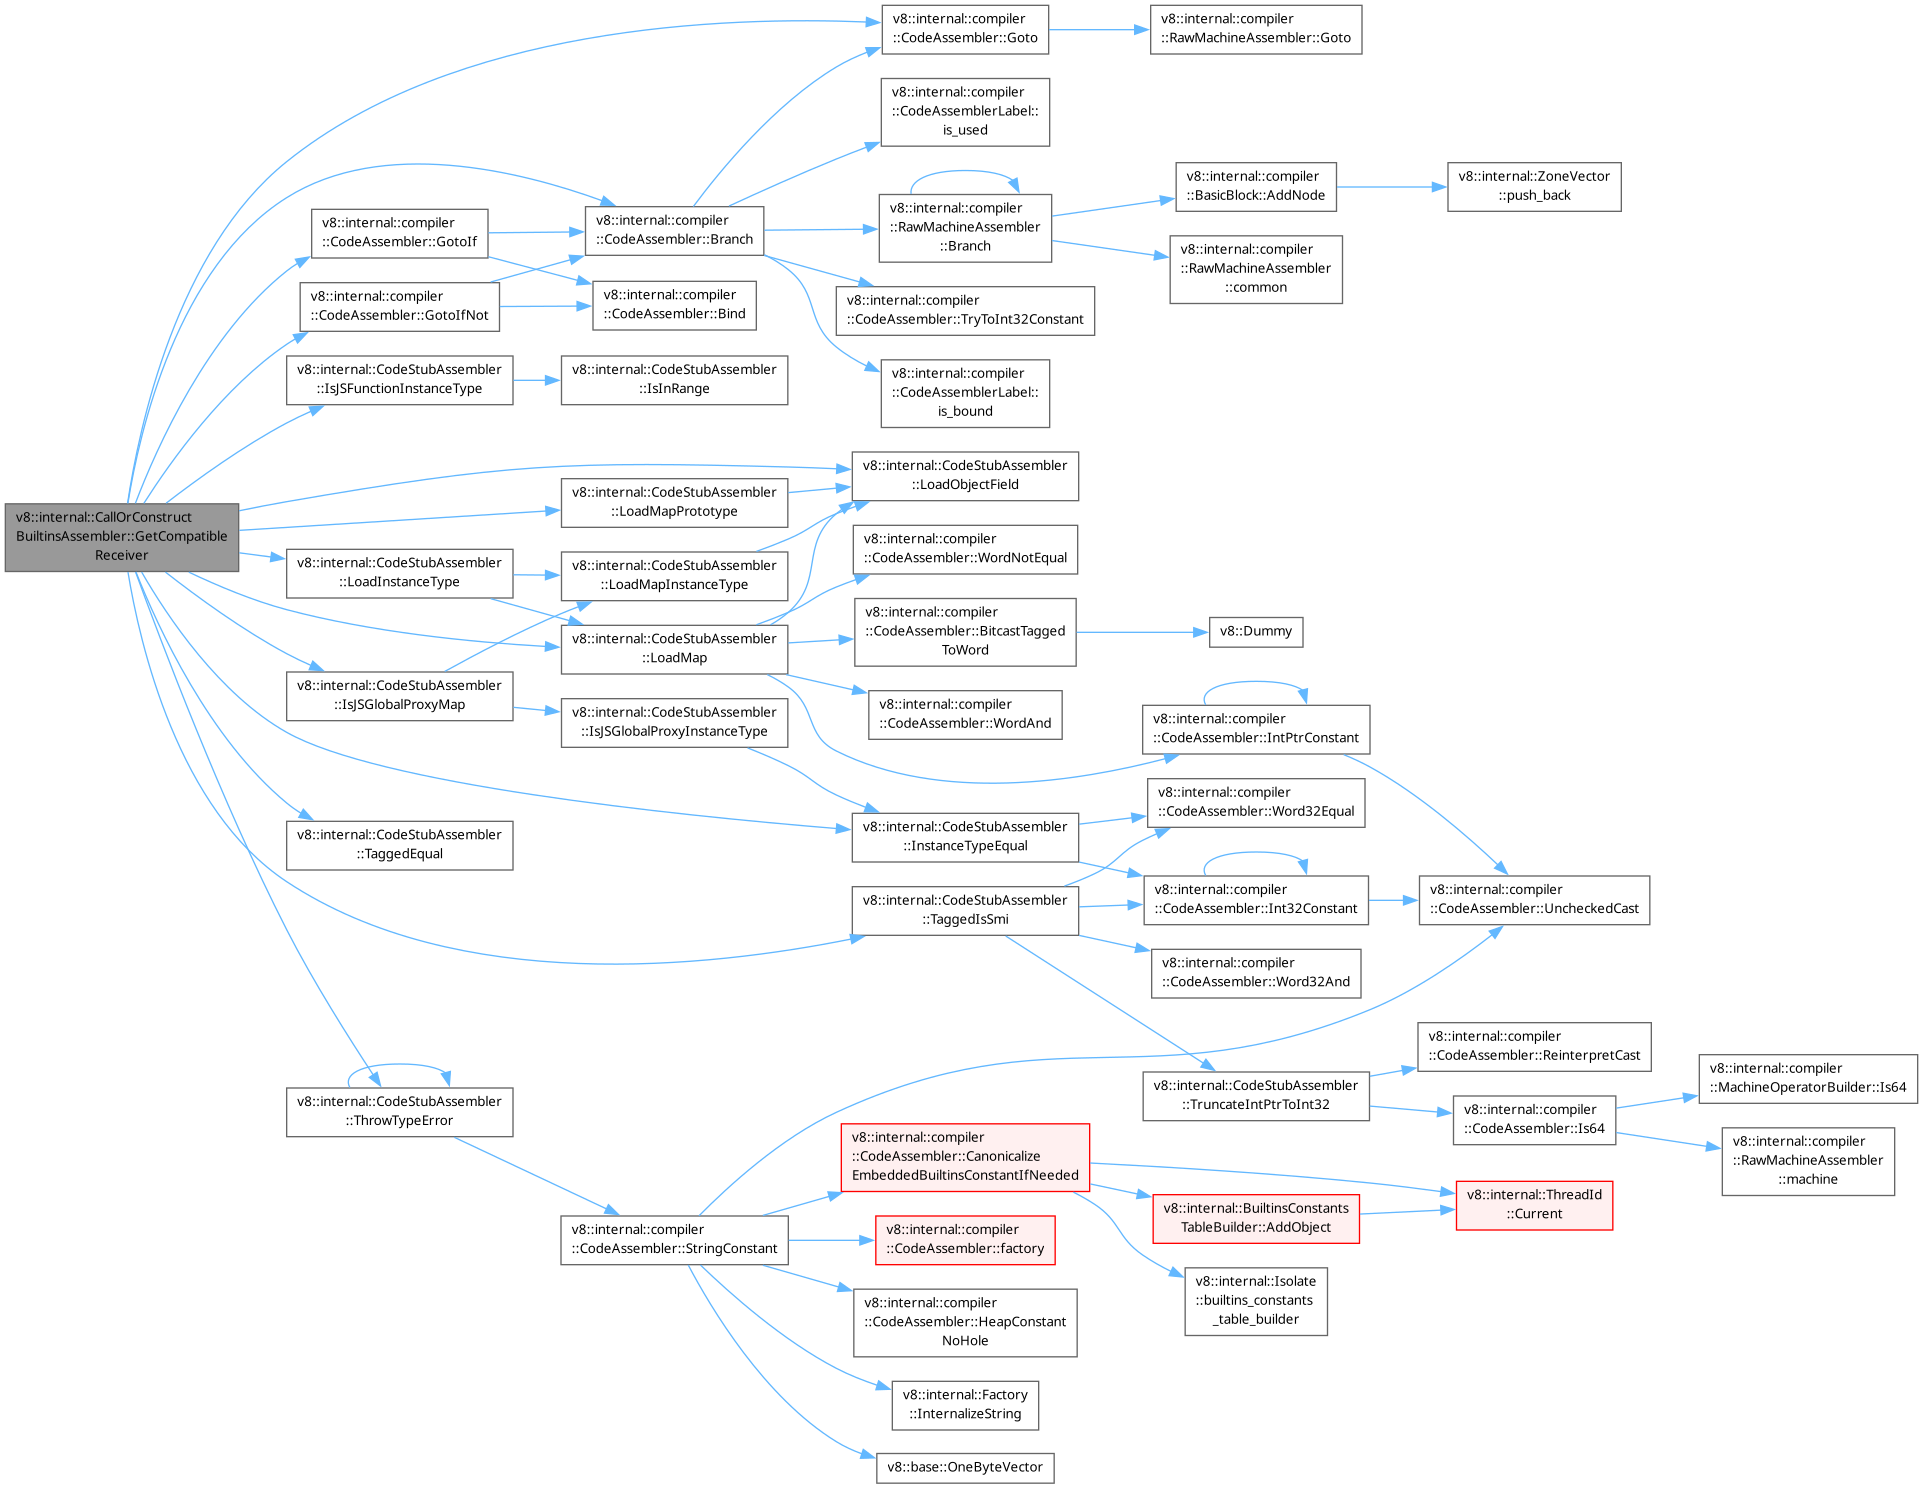 v8::internal::CallOrConstruct
BuiltinsAssembler::GetCompatible
Receiver
v8::internal::compiler
::CodeAssembler::GotoIf
v8::internal::compiler
::CodeAssembler::GotoIfNot
v8::internal::CodeStubAssembler
::IsJSFunctionInstanceType
v8::internal::CodeStubAssembler
::LoadInstanceType
v8::internal::CodeStubAssembler
::IsJSGlobalProxyMap
v8::internal::CodeStubAssembler
::TaggedEqual
v8::internal::CodeStubAssembler
::ThrowTypeError
v8::internal::compiler
::CodeAssembler::Branch
v8::internal::compiler
::CodeAssembler::Bind
v8::internal::CodeStubAssembler
::IsInRange
v8::internal::CodeStubAssembler
::LoadMapPrototype
v8::internal::CodeStubAssembler
::LoadMapInstanceType
v8::internal::CodeStubAssembler
::LoadMap
v8::internal::CodeStubAssembler
::IsJSGlobalProxyInstanceType
v8::internal::compiler
::CodeAssembler::StringConstant
v8::internal::compiler
::CodeAssembler::Goto
v8::internal::compiler
::CodeAssemblerLabel::
is_used
v8::internal::compiler
::RawMachineAssembler
::Branch
v8::internal::compiler
::CodeAssembler::TryToInt32Constant
v8::internal::compiler
::CodeAssemblerLabel::
is_bound
v8::internal::CodeStubAssembler
::LoadObjectField
v8::internal::compiler
::CodeAssembler::WordNotEqual
v8::internal::compiler
::CodeAssembler::BitcastTagged
ToWord
v8::internal::compiler
::CodeAssembler::WordAnd
v8::internal::CodeStubAssembler
::InstanceTypeEqual
v8::internal::CodeStubAssembler
::TaggedIsSmi
v8::internal::compiler
::CodeAssembler::Canonicalize
EmbeddedBuiltinsConstantIfNeeded
v8::internal::compiler
::CodeAssembler::factory
v8::internal::compiler
::CodeAssembler::HeapConstant
NoHole
v8::internal::Factory
::InternalizeString
v8::base::OneByteVector
v8::internal::compiler
::RawMachineAssembler::Goto
v8::internal::compiler
::BasicBlock::AddNode
v8::internal::compiler
::RawMachineAssembler
::common
v8::Dummy
v8::internal::compiler
::CodeAssembler::IntPtrConstant
v8::internal::compiler
::CodeAssembler::Word32Equal
v8::internal::compiler
::CodeAssembler::Int32Constant
v8::internal::compiler
::CodeAssembler::Word32And
v8::internal::CodeStubAssembler
::TruncateIntPtrToInt32
v8::internal::BuiltinsConstants
TableBuilder::AddObject
v8::internal::Isolate
::builtins_constants
_table_builder
v8::internal::ZoneVector
::push_back
v8::internal::compiler
::CodeAssembler::UncheckedCast
v8::internal::compiler
::CodeAssembler::ReinterpretCast
v8::internal::compiler
::CodeAssembler::Is64
v8::internal::ThreadId
::Current
v8::internal::compiler
::MachineOperatorBuilder::Is64
v8::internal::compiler
::RawMachineAssembler
::machine